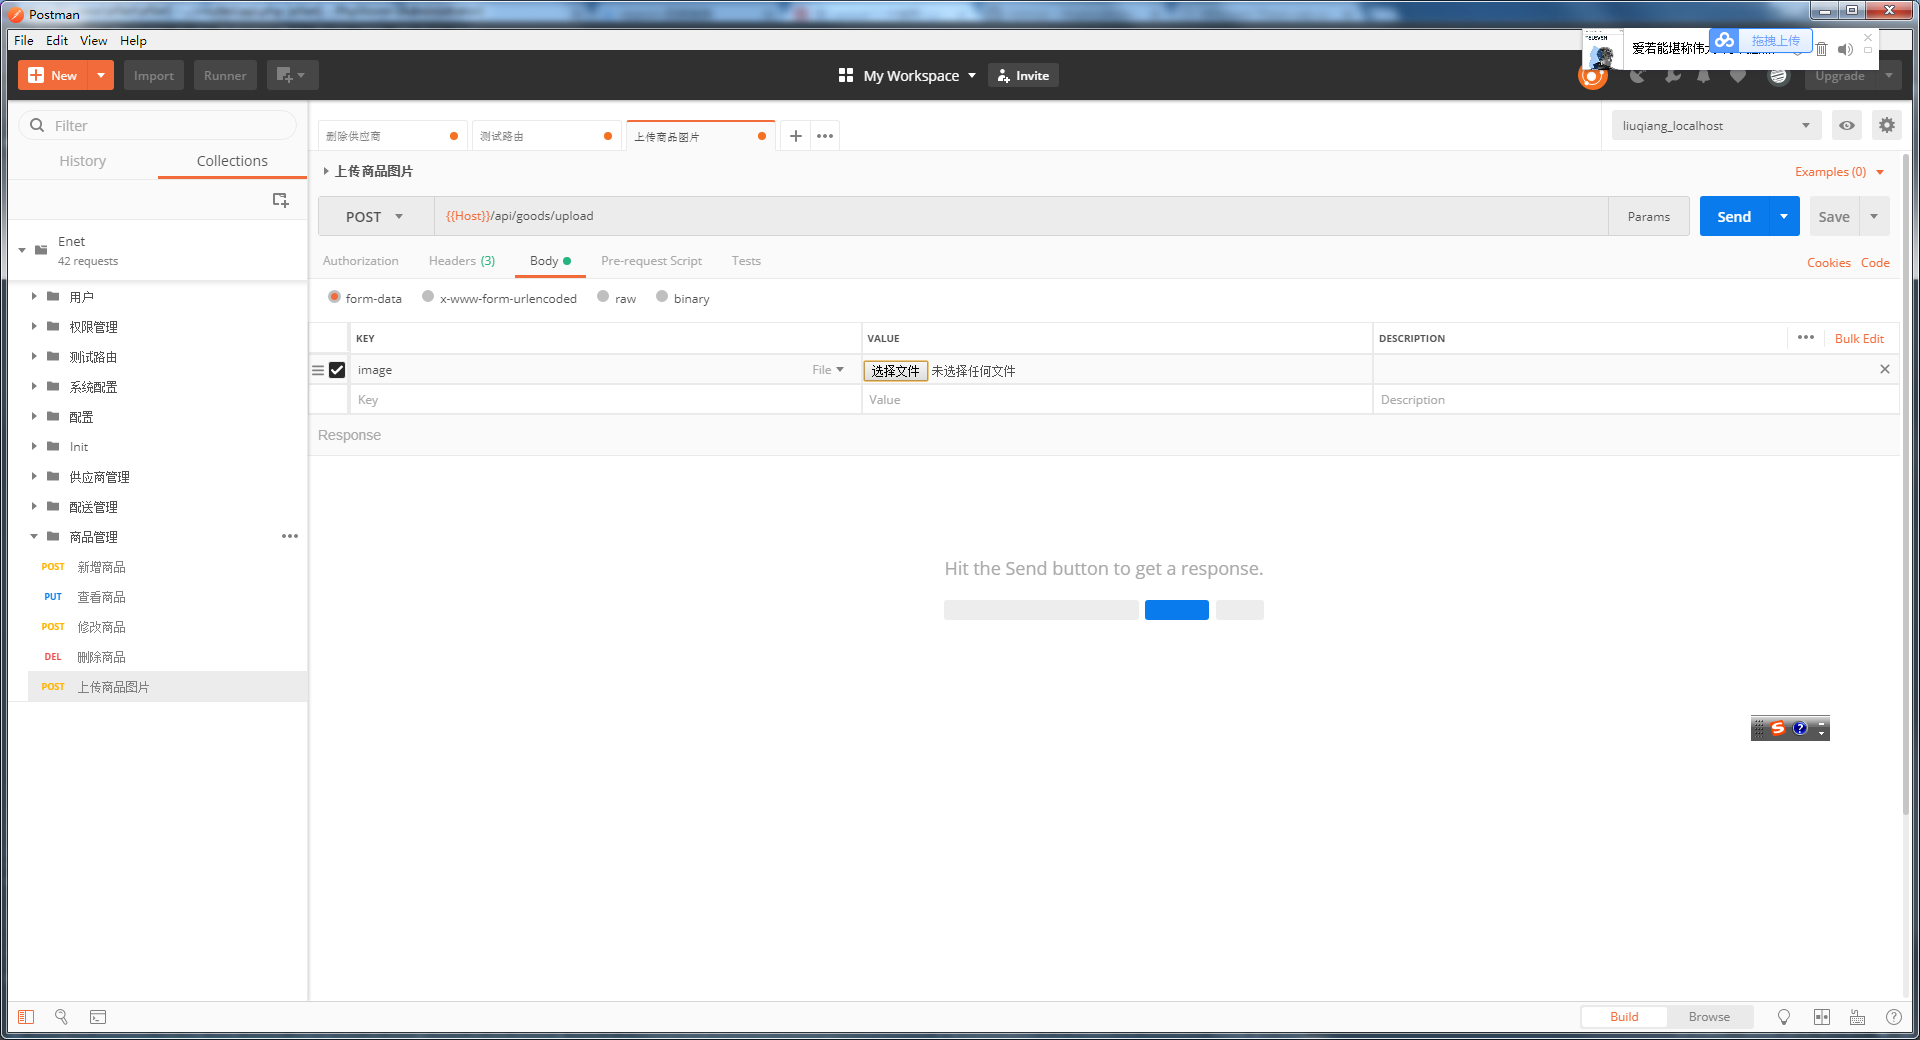 Postman
File Edit View Help
爱若能堪称伟大
拖拽上传
New Import Runner
My Workspace Invite
Upgrade
Filter
History Collections
Enet
42 requests
用户
权限管理
测试路由
系统配置
配置
Init
供应商管理
配送管理
商品管理
POST 新增商品
PUT 查看商品
POST 修改商品
DEL 删除商品
POST 上传商品图片
删除供应商 测试路由 上传商品图片
liuqiang_localhost
上传商品图片
Examples (0)
POST {{Host}}/api/goods/upload Params Send Save
Authorization Headers (3) Body Pre-request Script Tests
Cookies Code
form-data x-www-form-urlencoded raw binary
KEY VALUE DESCRIPTION Bulk Edit
image File 选择文件 未选择任何文件
Key Value Description
Response
Hit the Send button to get a response.
Build Browse